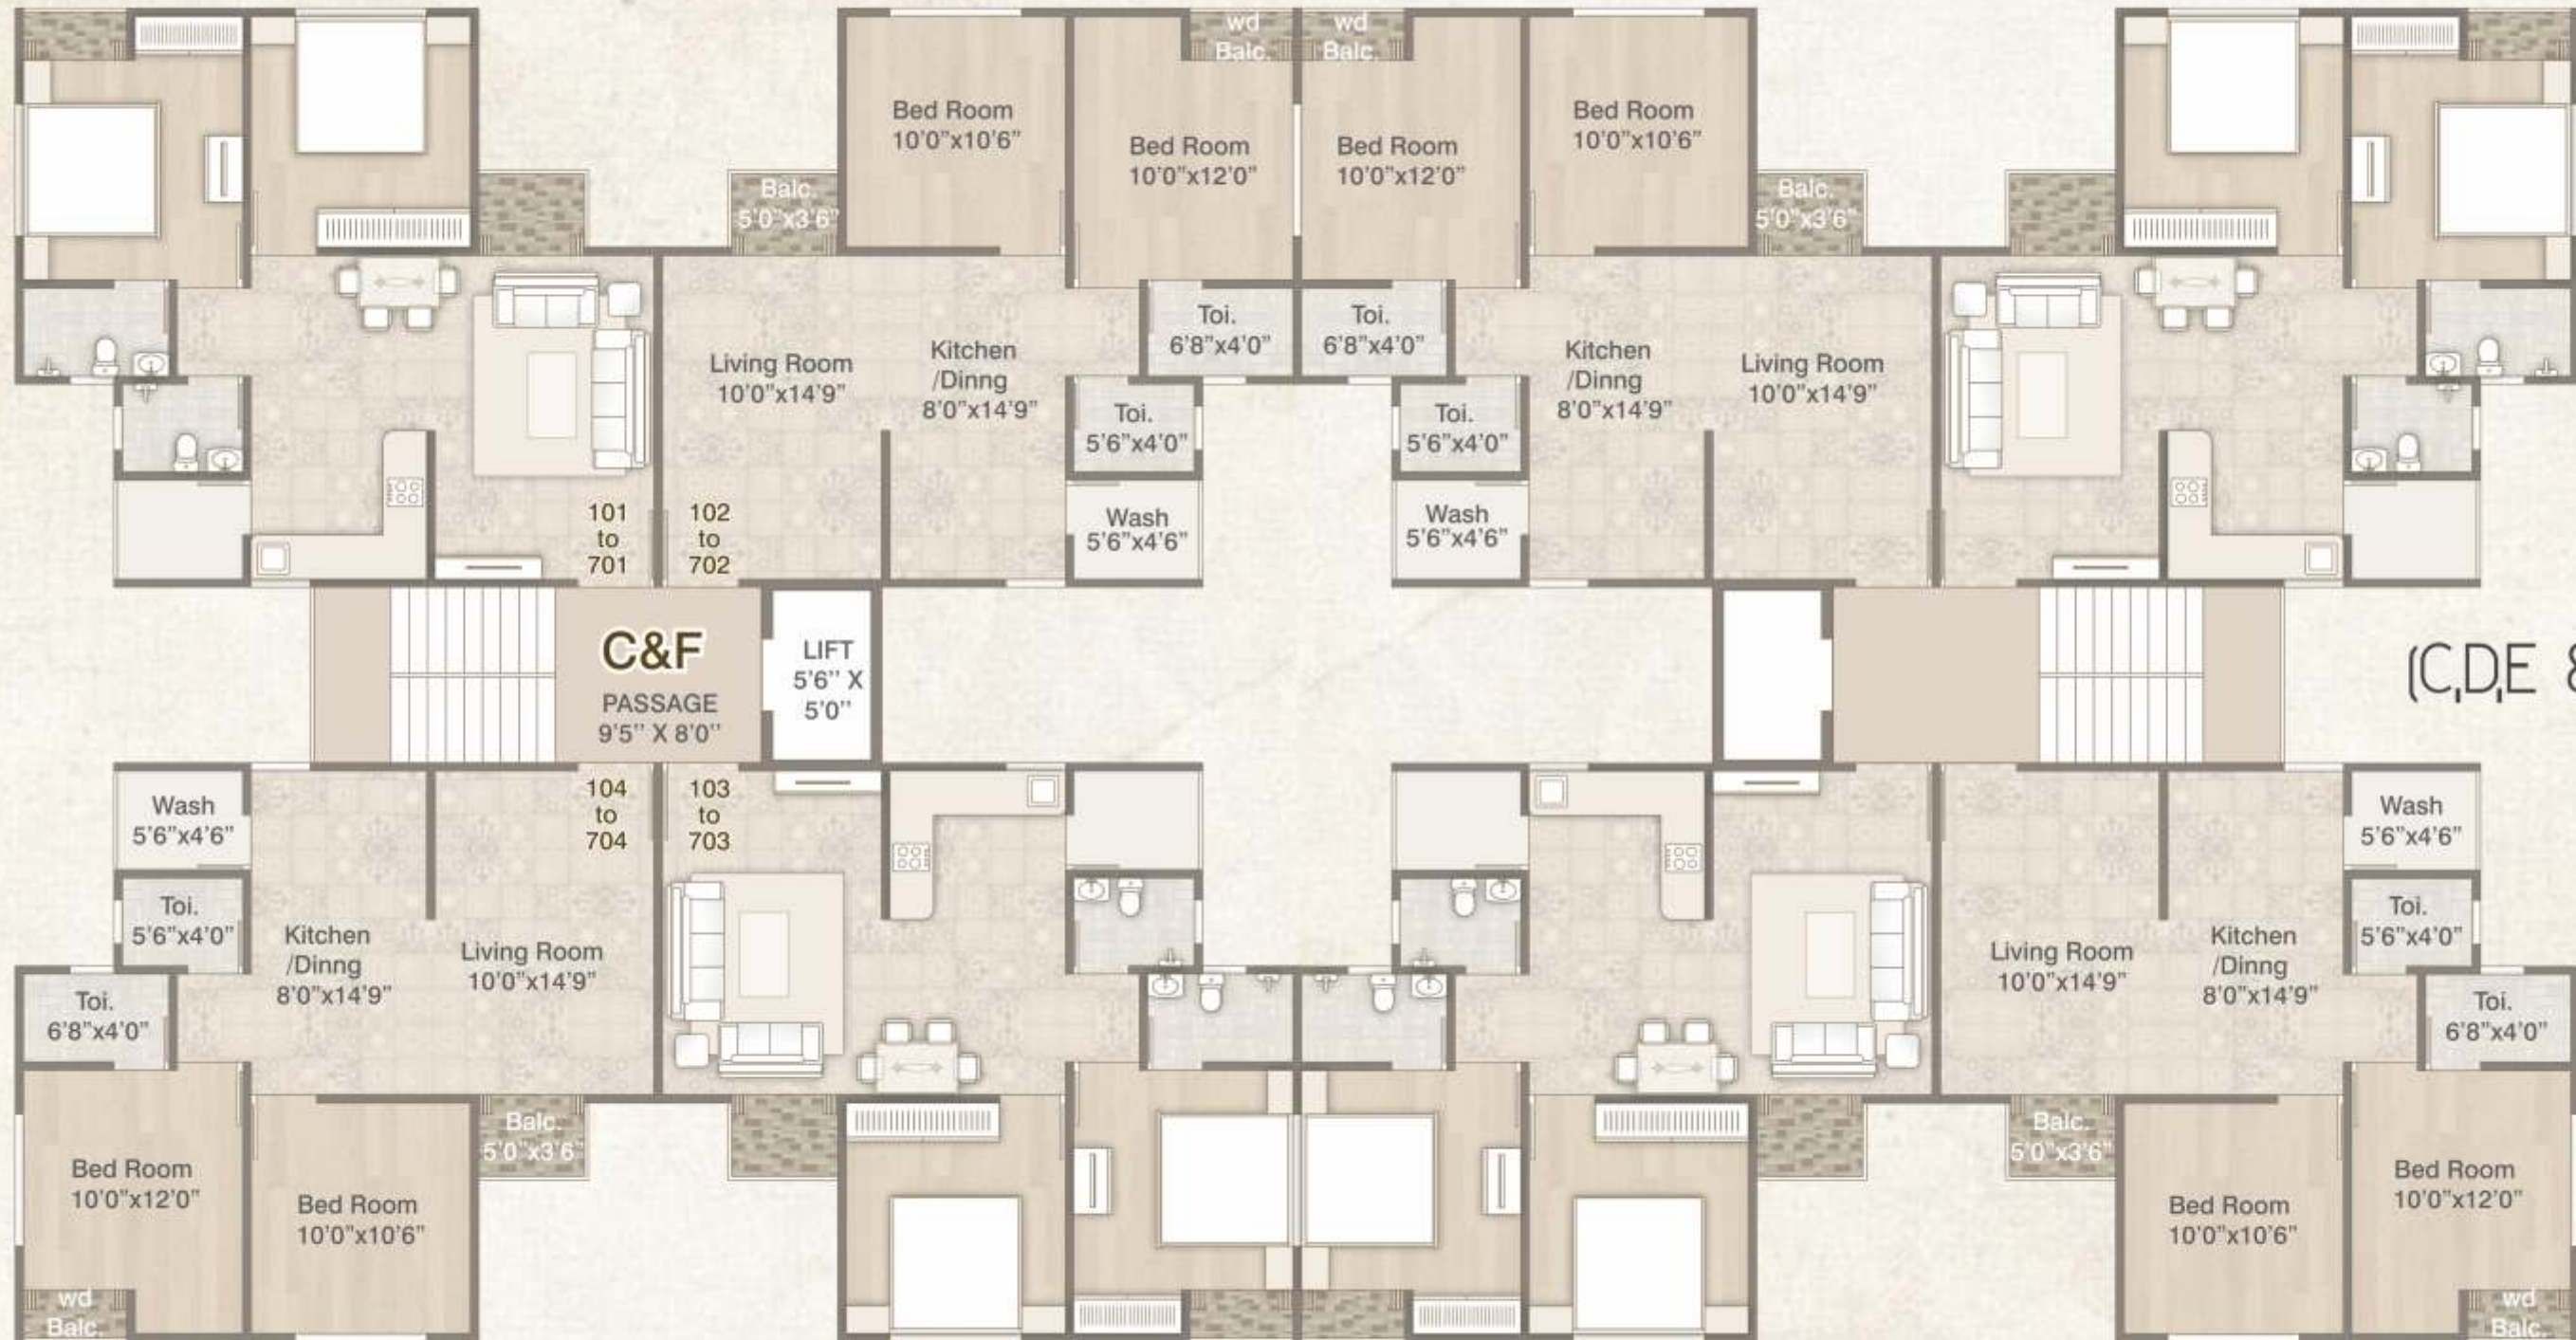 wd
Balc.
wd
Balc.
Bed Room
10'0"x10'6"
Bed Room
10'0"x12'0"
Bed Room
10'0"x12'0"
Bed Room
10'0"x10'6"
Balc.
5'0"x3'6"
Balc.
5'0"x3'6"
Toi.
6'8"x4'0"
Toi.
6'8"x4'0"
Living Room
10'0"x14'9"
Kitchen
/Dinng
8'0"x14'9"
Kitchen
/Dinng
8'0"x14'9"
Living Room
10'0"x14'9"
Toi.
5'6"x4'0"
Toi.
5'6"x4'0"
101
to
701
102
to
702
Wash
5'6"x4'6"
Wash
5'6"x4'6"
C&F
PASSAGE
9'5'' X 8'0''
LIFT
5'6'' X
5'0''
(C,D,E &
Wash
5'6"x4'6"
104
to
704
103
to
703
Wash
5'6"x4'6"
Toi.
5'6"x4'0"
Kitchen
/Dinng
8'0"x14'9"
Living Room
10'0"x14'9"
Living Room
10'0"x14'9"
Kitchen
/Dinng
8'0"x14'9"
Toi.
5'6"x4'0"
Toi.
6'8"x4'0"
Toi.
6'8"x4'0"
Balc.
5'0"x3'6"
Balc.
5'0"x3'6"
Bed Room
10'0"x12'0"
Bed Room
10'0"x10'6"
Bed Room
10'0"x10'6"
Bed Room
10'0"x12'0"
wd
Balc.
wd
Balc.